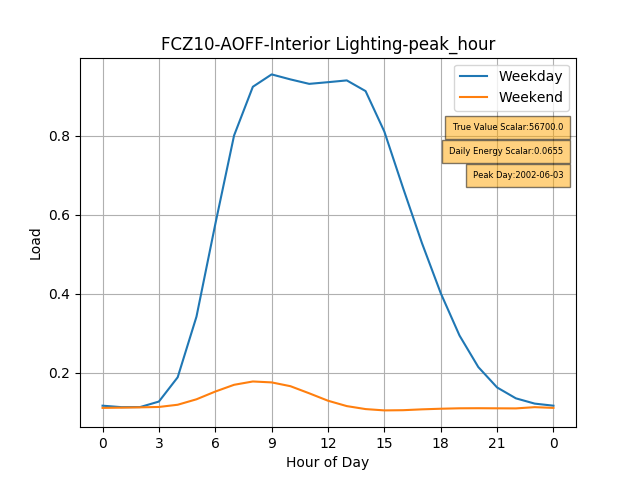 FCZ10-AOFF-Interior Lighting-peak_hour
Weekday
Weekend
True Value Scalar:56700.0
Daily Energy Scalar:0.0655
Peak Day:2002-06-03
Load
0.8
0.6
0.4
0.2
0 3 6 9 12 15 18 21 0
Hour of Day